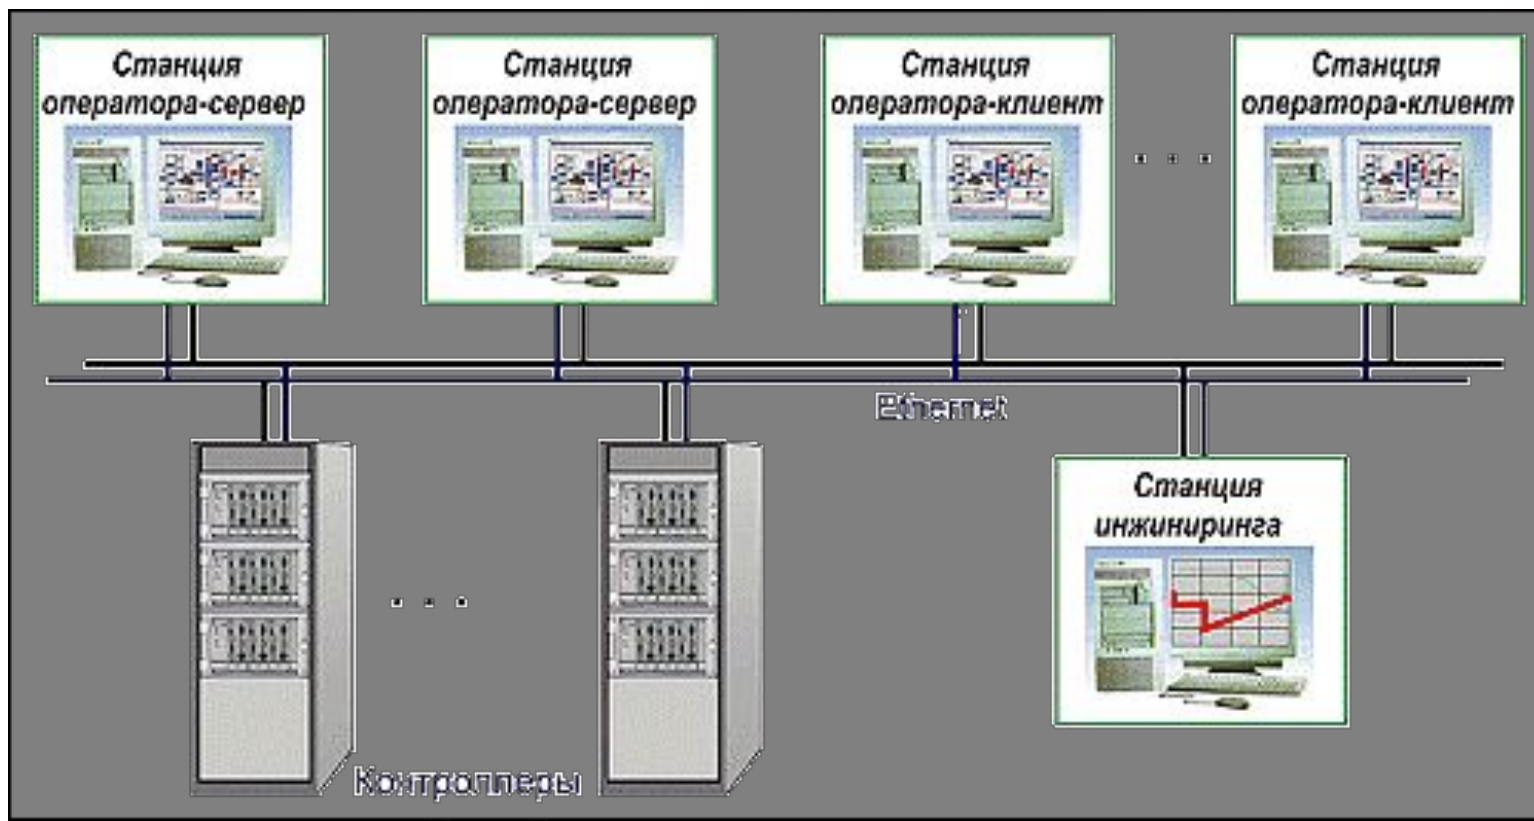 Станция
оператора-сервер
Станция
оператора-сервер
Станция
оператора-клиент
Станция
оператора-клиент
Ethernet
Станция
инжиниринга
Контроллеры